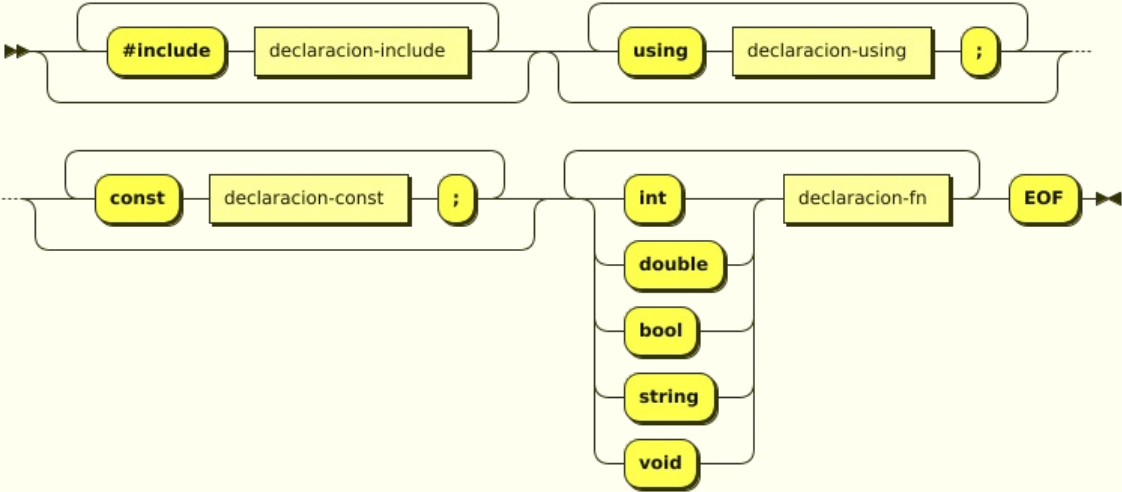 #include declaracion-include using declaracion-using ;
const declaracion-const ; int declaracion-fn EOF
double
bool
string
void